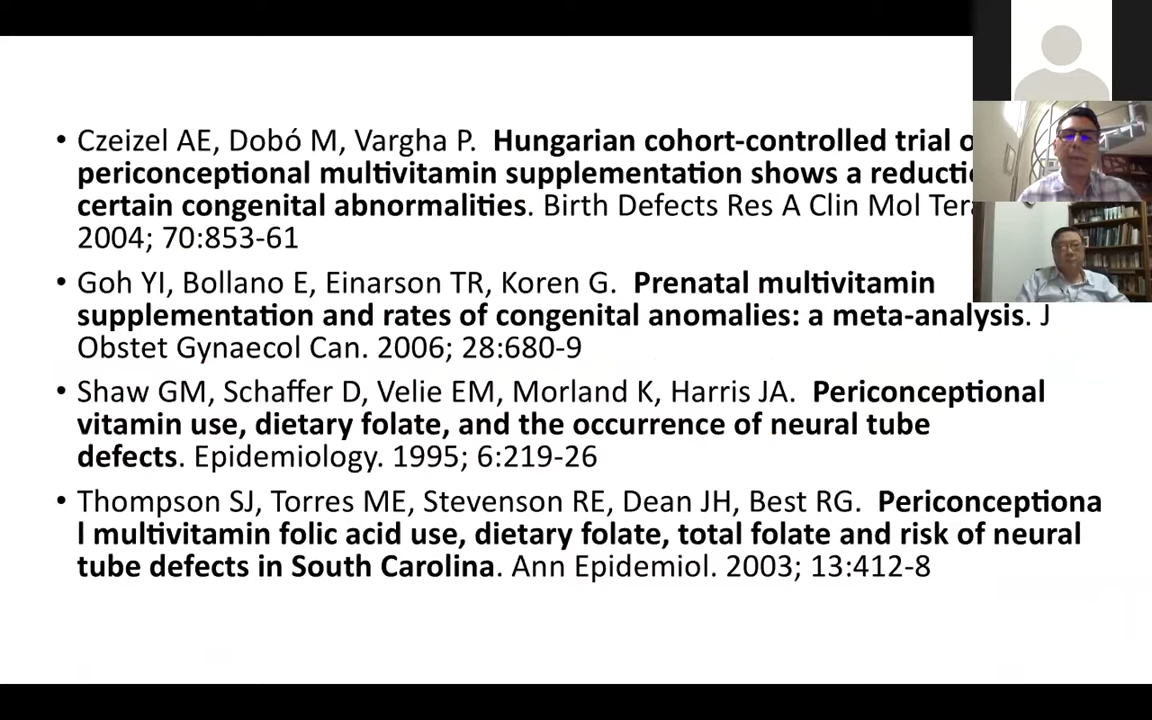 • Czeizel AE, Dobó M, Vargha P. Hungarian cohort-controlled trial
periconceptional multivitamin supplementation shows a
certain congenital abnormalities. Birth Defects Res A Clin Mol
2004; 70:853-61
• Goh YI, Bollano E, Einarson TR, Koren G. Prenatal multivitamin
supplementation and rates of congenital anomalies: a meta-analysis. J
Obstet Gynaecol Can. 2006; 28:680-9
• Shaw GM, Schaffer D, Velie EM, Morland K, Harris JA. Periconceptional
vitamin use, dietary folate, and the occurrence of neural tube
defects. Epidemiology. 1995; 6:219-26
• Thompson SJ, Torres ME, Stevenson RE, Dean JH, Best RG. Periconceptiona
l multivitamin folic acid use, dietary folate, total folate and risk of neural
tube defects in South Carolina. Ann Epidemiol. 2003; 13:412-8